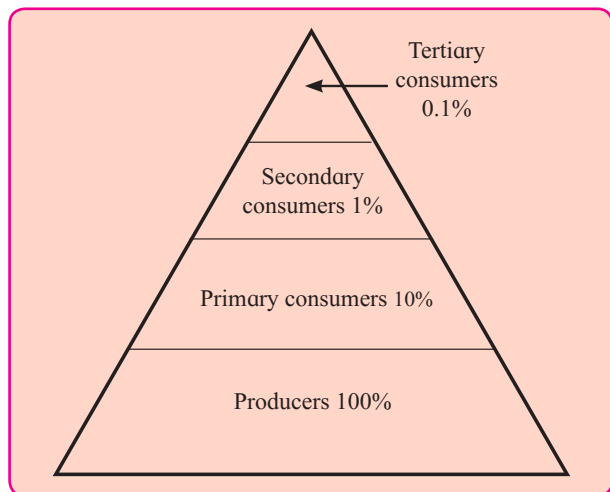 Tertiary
consumers
0.1%
Secondary
consumers 1%
Primary consumers 10%
Producers 100%